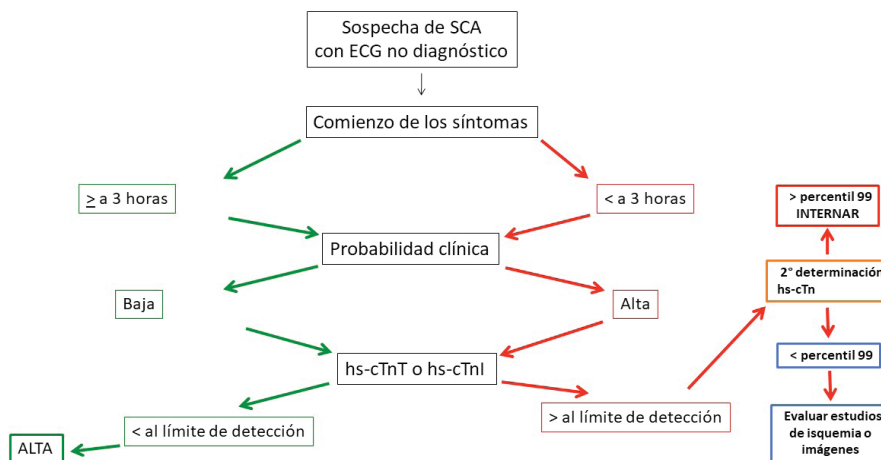 Sospecha de SCA
con ECG no diagnóstico
Comienzo de los síntomas
> a 3 horas
< a 3 horas
> percentil 99
INTERNAR
Probabilidad clínica
2° determinación
hs-cTn
Baja
Alta
< percentil 99
hs-cTnT o hs-cTnI
> al límite de detección
< al límite de detección
Evaluar estudios
de isquemia o
imágenes
ALTA